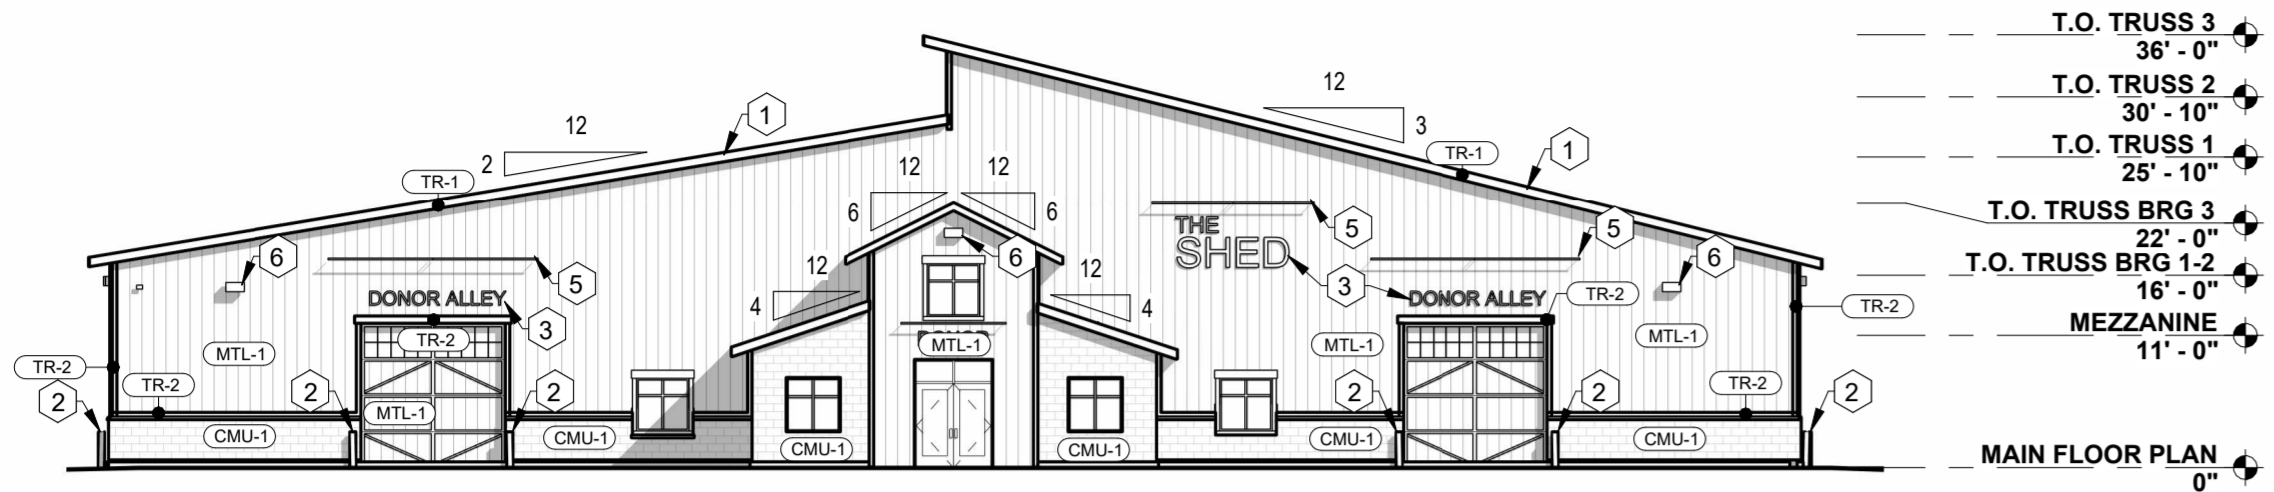 T.O. TRUSS 3
36' - 0"
T.O. TRUSS 2
30' - 10"
T.O. TRUSS 1
25' - 10"
T.O. TRUSS BRG 3
22' - 0"
T.O. TRUSS BRG 1-2
16' - 0"
MEZZANINE
11' - 0"
MAIN FLOOR PLAN
0"
12
3
1
12
2
1
TR-1
TR-1
12
12
6
6
5
THE
SHED
5
6
6
6
5
12
4
12
4
3
DONOR ALLEY
DONOR ALLEY
3
TR-2
TR-2
TR-2
MTL-1
MTL-1
MTL-1
MTL-1
TR-2
TR-2
TR-2
2
2
2
2
2
2
MTL-1
CMU-1
CMU-1
CMU-1
CMU-1
CMU-1
CMU-1